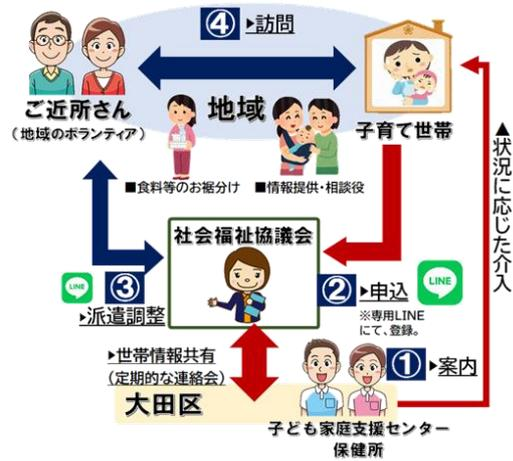 ④ ▸訪問
ご近所さん
（地域のボランティア）
地域
子育て世帯
■食料等のお裾分け ■情報提供・相談役
▲状況に応じた介入
社会福祉協議会
LINE
③
▸派遣調整
② ▸申込
LINE
※専用LINE
にて、登録。
▸世帯情報共有
（定期的な連絡会）
① ▸案内
大田区
子ども家庭支援センター
保健所